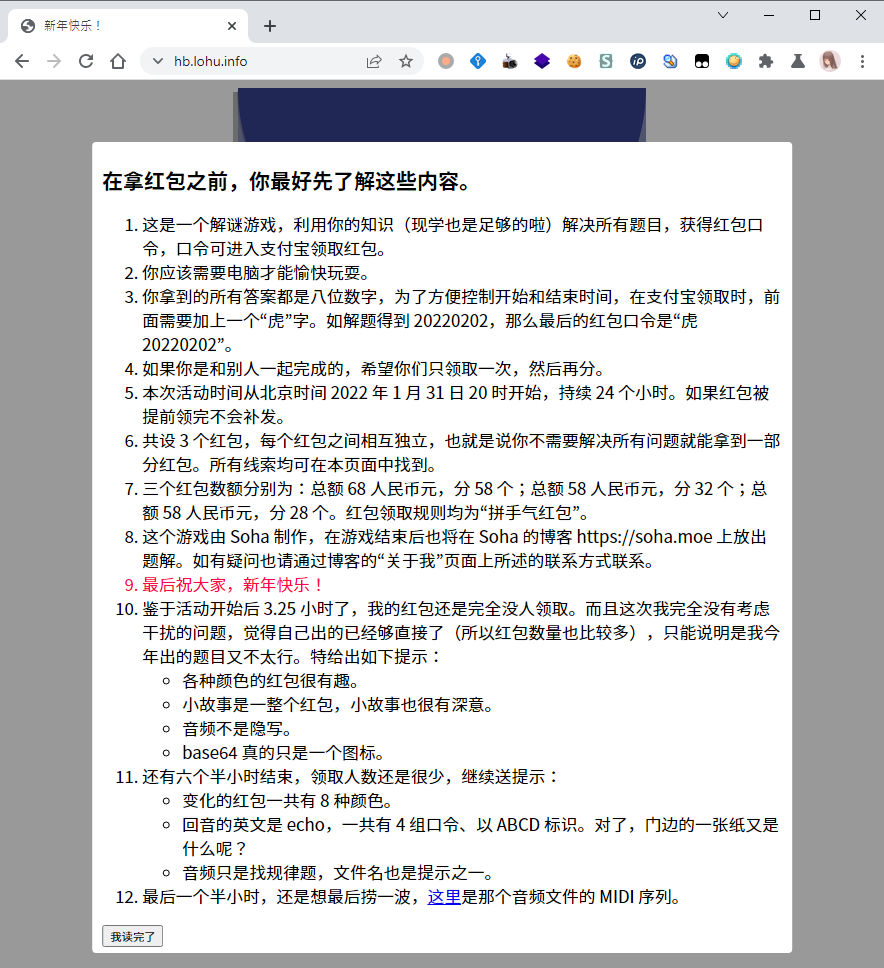 新年快乐！
hb.lohu.info
在拿红包之前，你最好先了解这些内容。
1. 这是一个解谜游戏，利用你的知识（现学也是足够的啦）解决所有题目，获得红包口
令，口令可进入支付宝领取红包。
2. 你应该需要电脑才能愉快玩耍。
3. 你拿到的所有答案都是八位数字，为了方便控制开始和结束时间，在支付宝领取时，前
面需要加上一个“虎”字。如解题得到 20220202，那么最后的红包口令是“虎
20220202”。
4. 如果你是和别人一起完成的，希望你们只领取一次，然后再分。
5. 本次活动时间从北京时间 2022 年 1 月 31 日 20 时开始，持续 24 个小时。如果红包被
提前领完不会补发。
6. 共设 3 个红包，每个红包之间相互独立，也就是说你不需要解决所有问题就能拿到一部
分红包。所有线索均可在本页面中找到。
7. 三个红包数额分别为：总额 68 人民币元，分 58 个；总额 58 人民币元，分 32 个；总
额 58 人民币元，分 28 个。红包领取规则均为“拼手气红包”。
8. 这个游戏由 Soha 制作，在游戏结束后也将在 Soha 的博客 https://soha.moe 上放出
题解。如有疑问也请通过博客的“关于我”页面上所述的联系方式联系。
9. 最后祝大家，新年快乐！
10. 鉴于活动开始后 3.25 小时了，我的红包还是完全没人领取。而且这次我完全没有考虑
干扰的问题，觉得自己出的已经够直接了（所以红包数量也比较多），只能说明是我今
年出的题目又不太行。特给出如下提示：
各种颜色的红包很有趣。
小故事是一整个红包，小故事也很有深意。
音频不是隐写。
base64 真的只是一个图标。
11. 还有六个半小时结束，领取人数还是很少，继续送提示：
变化的红包一共有 8 种颜色。
回音的英文是 echo，一共有 4 组口令、以 ABCD 标识。对了，门边的一张纸又是
什么呢？
音频只是找规律题，文件名也是提示之一。
12. 最后一个半小时，还是想最后捞一波，这里是那个音频文件的 MIDI 序列。
我读完了